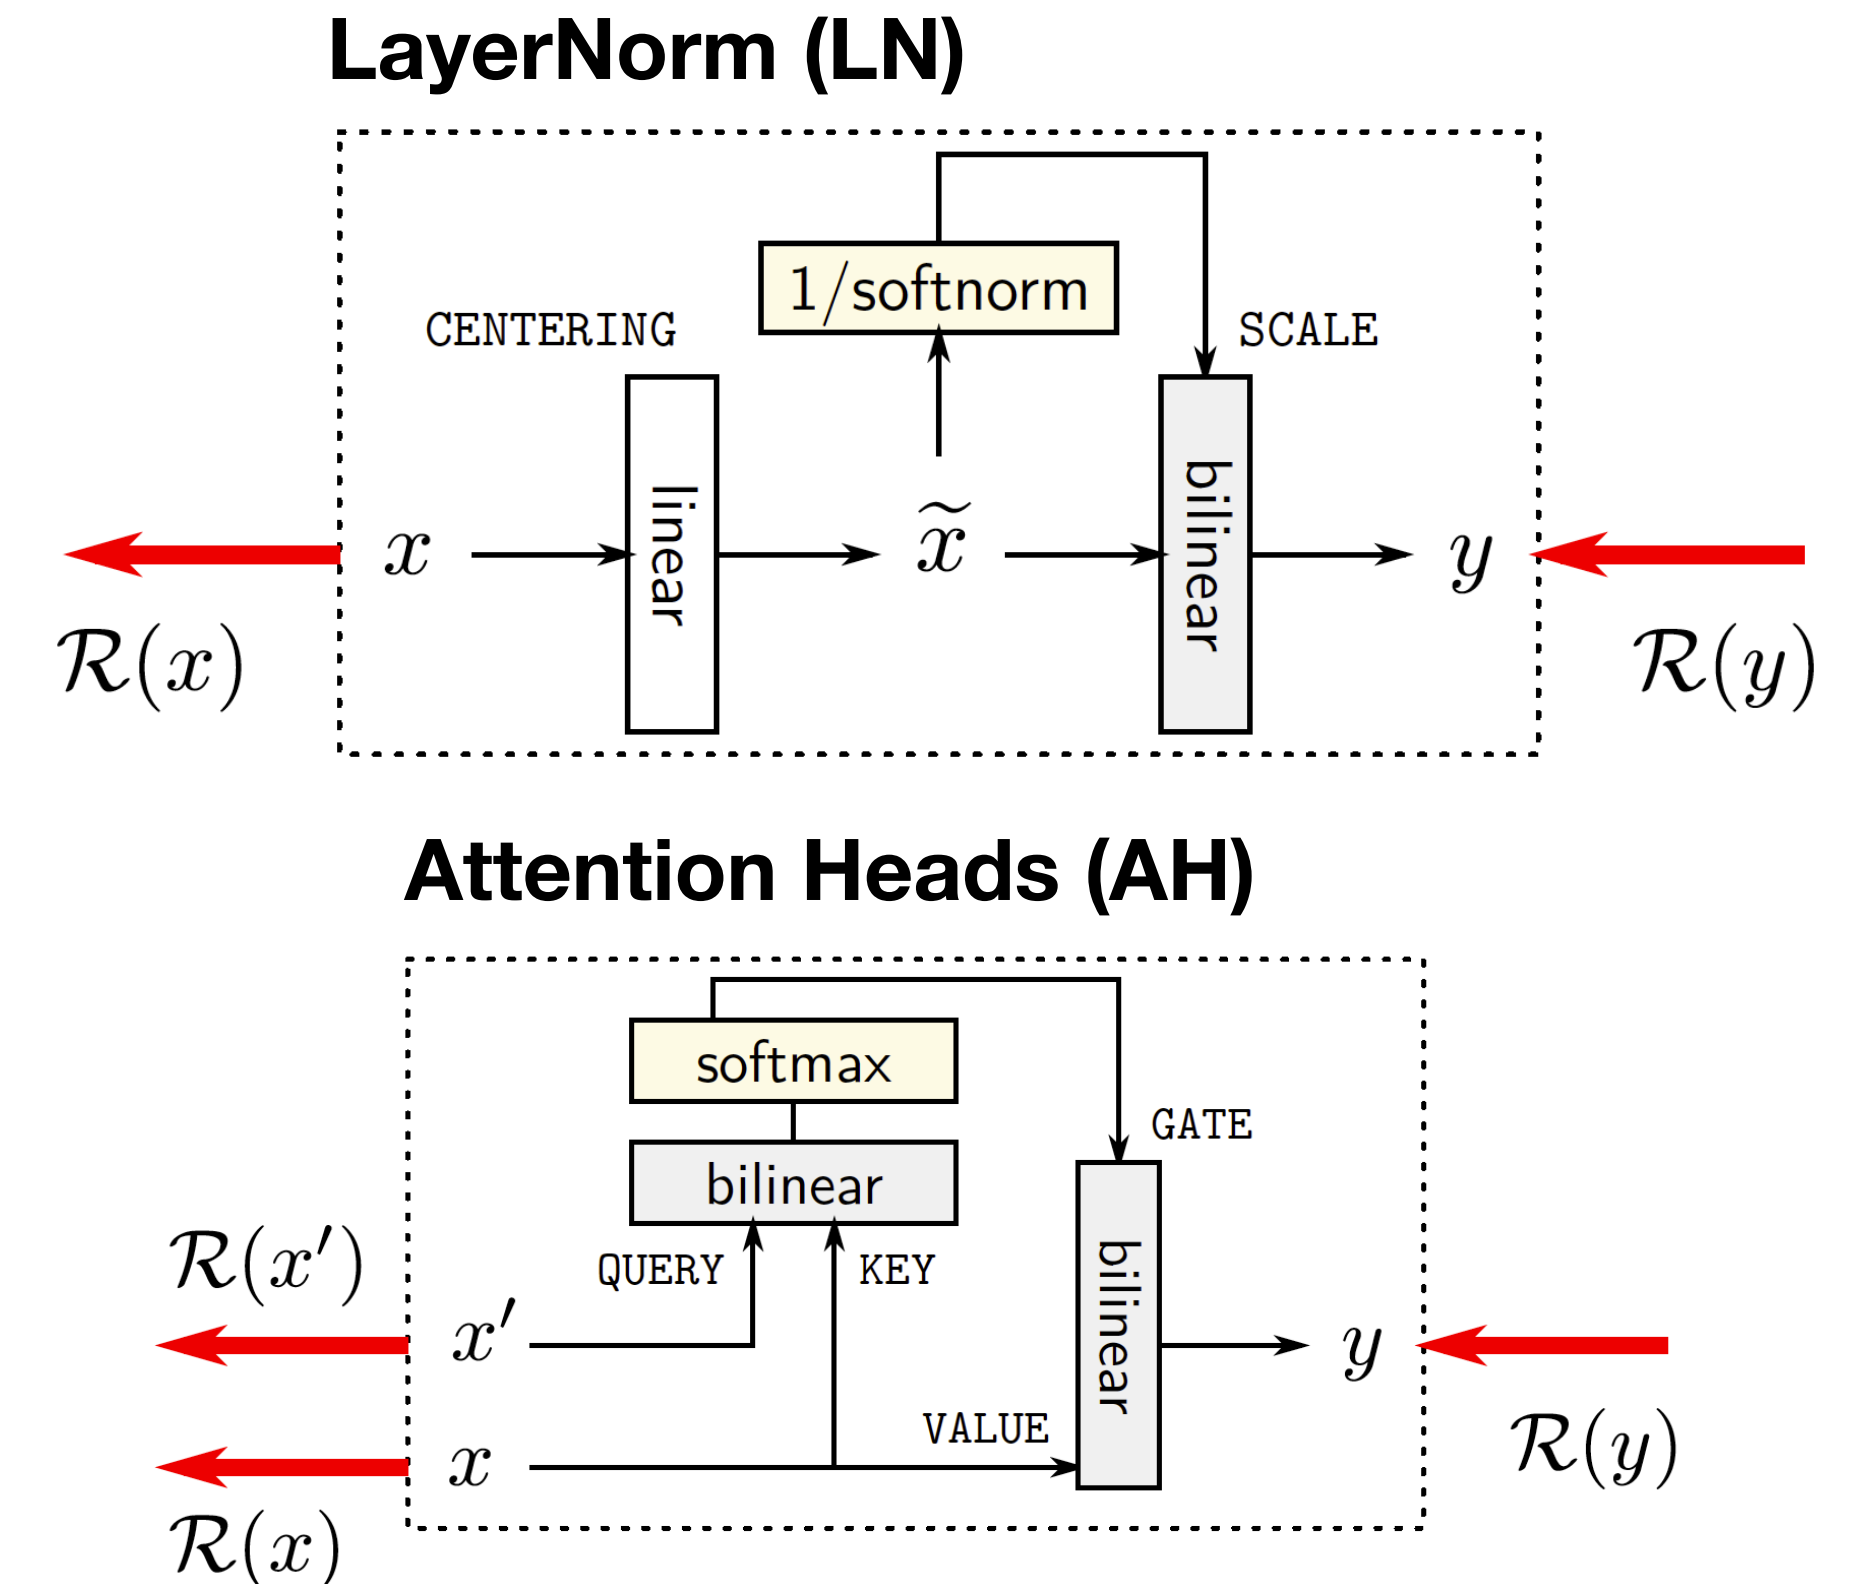 LayerNorm (LN)
1/softnorm
CENTERING
SCALE
linear
bilinear
x
x̃
y
ℛ(x)
ℛ(y)
Attention Heads (AH)
softmax
GATE
bilinear
ℛ(x′)
QUERY
KEY
bilinear
x′
y
VALUE
x
ℛ(y)
ℛ(x)